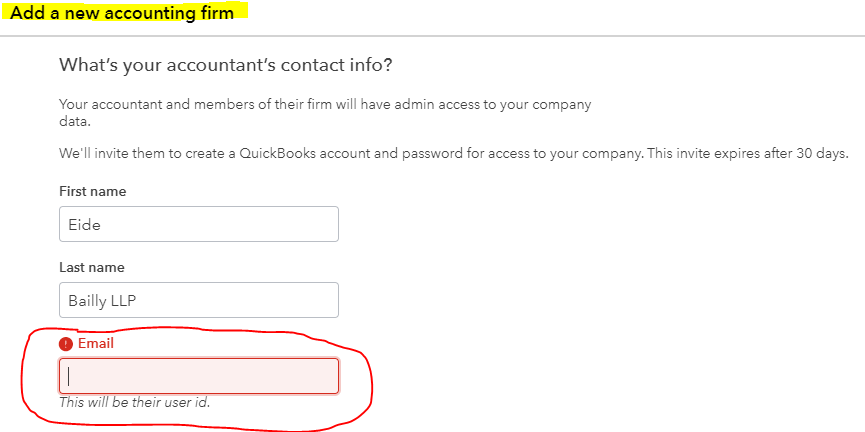 Add a new accounting firm
What's your accountant's contact info?
Your accountant and members of their firm will have admin access to your company
data.
We'll invite them to create a QuickBooks account and password for access to your company. This invite expires after 30 days.
First name
Eide
Last name
Bailly LLP
! Email
This will be their user id.